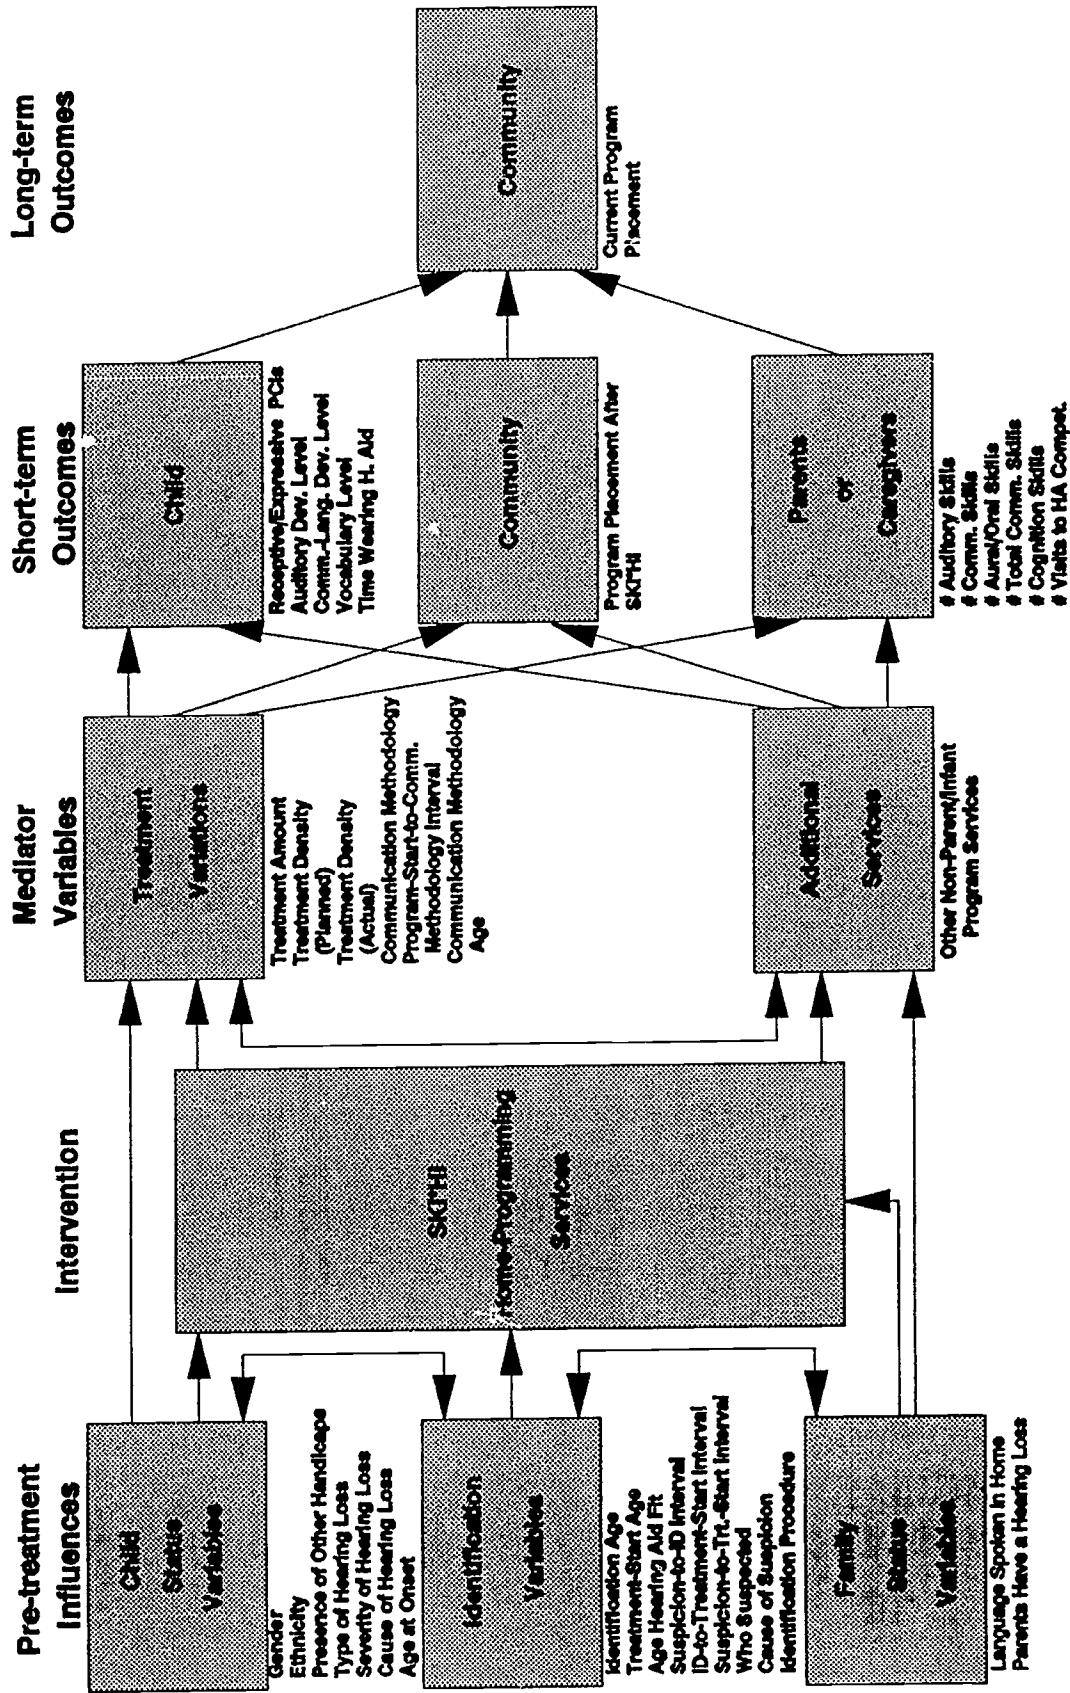 Pre-treatment
Influences
Child
Status
Variables
Gender
Ethnicity
Presence of Other Handicaps
Type of Hearing Loss
Severity of Hearing Loss
Cause of Hearing Loss
Age at Onset
Identification
Variables
Identification Age
Treatment-Start Age
Age Hearing Aid Fit
Suspicion-to-ID Interval
ID-to-Treatment-Start Interval
Suspicion-to-Trt.-Start Interval
Who Suspected
Cause of Suspicion
Identification Procedure
Family
Status
Variables
Language Spoken in Home
Parents Have a Hearing Loss
Intervention
SKI*HI
Home-Programming
Services
Mediator
Variables
Treatment
Variations
Treatment Amount
Treatment Density
(Planned)
Treatment Density
(Actual)
Communication Methodology
Program-Start-to-Comm.
Methodology Interval
Communication Methodology
Age
Additional
Services
Other Non-Parent/Infant
Program Services
Short-term
Outcomes
Child
Receptive/Expressive PCIs
Auditory Dev. Level
Comm.-Lang. Dev. Level
Vocabulary Level
Time Wearing H. Aid
Community
Program Placement After
SKI*HI
Parents
or
Caregivers
# Auditory Skills
# Comm. Skills
# Aural/Oral Skills
# Total Comm. Skills
# Cognition Skills
# Visits to HA Compet.
Long-term
Outcomes
Community
Current Program
Placement